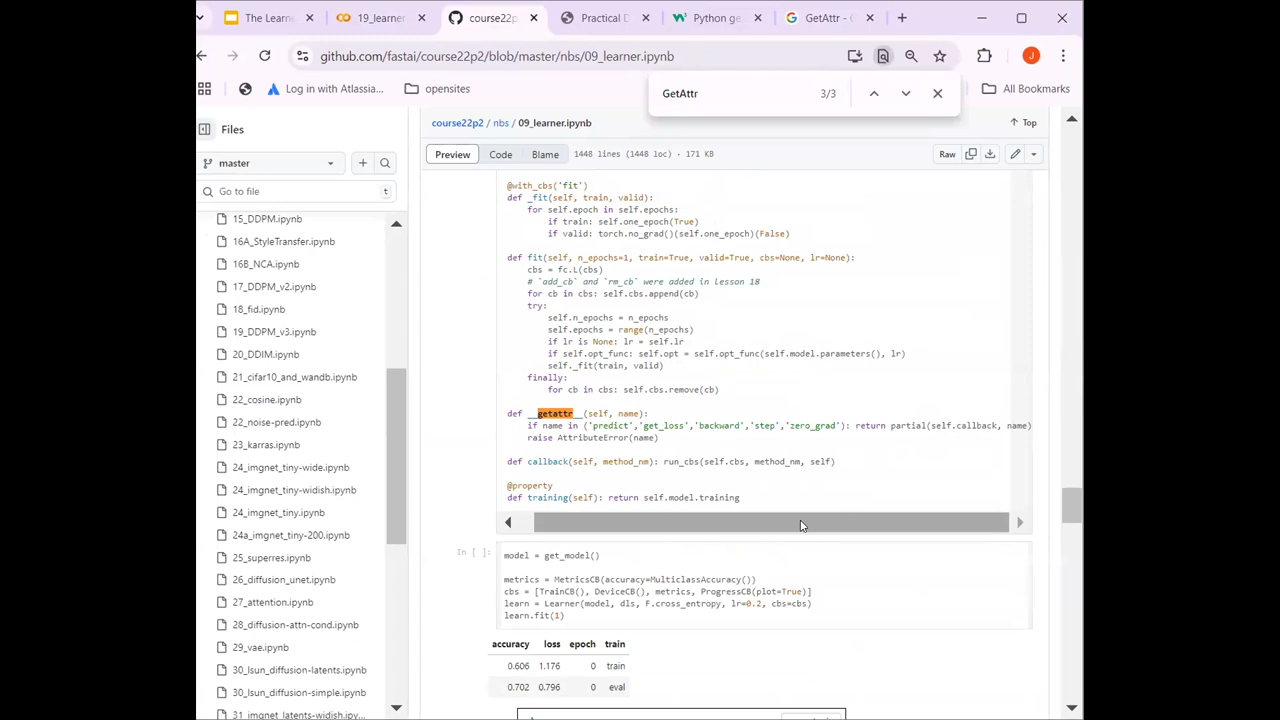 The Learne
19_learner
course22p
Practical D
Python ge
GetAttr - G
github.com/fastai/course22p2/blob/master/nbs/09_learner.ipynb
J
Log in with Atlassia...
opensites
All Bookmarks
GetAttr
3/3
Files
master
Go to file
t
15_DDPM.ipynb
16A_StyleTransfer.ipynb
16B_NCA.ipynb
17_DDPM_v2.ipynb
18_fid.ipynb
19_DDPM_v3.ipynb
20_DDIM.ipynb
21_cifar10_and_wandb.ipynb
22_cosine.ipynb
22_noise-pred.ipynb
23_karras.ipynb
24_imgnet_tiny-wide.ipynb
24_imgnet_tiny-widish.ipynb
24_imgnet_tiny.ipynb
24a_imgnet_tiny-200.ipynb
25_superres.ipynb
26_diffusion_unet.ipynb
27_attention.ipynb
28_diffusion-attn-cond.ipynb
29_vae.ipynb
30_lsun_diffusion-latents.ipynb
30_lsun_diffusion-simple.ipynb
31_imgnet_latents-widish.ipy...
course22p2 / nbs / 09_learner.ipynb
Top
Preview Code Blame 1448 lines (1448 loc) · 171 KB
Raw
@with_cbs('fit')
def _fit(self, train, valid):
for self.epoch in self.epochs:
if train: self.one_epoch(True)
if valid: torch.no_grad()(self.one_epoch)(False)
def fit(self, n_epochs=1, train=True, valid=True, cbs=None, lr=None):
cbs = fc.L(cbs)
# `add_cb` and `rm_cb` were added in lesson 18
for cb in cbs: self.cbs.append(cb)
try:
self.n_epochs = n_epochs
self.epochs = range(n_epochs)
if lr is None: lr = self.lr
if self.opt_func: self.opt = self.opt_func(self.model.parameters(), lr)
self._fit(train, valid)
finally:
for cb in cbs: self.cbs.remove(cb)
def __getattr__(self, name):
if name in ('predict','get_loss','backward','step','zero_grad'): return partial(self.callback, name)
raise AttributeError(name)
def callback(self, method_nm): run_cbs(self.cbs, method_nm, self)
@property
def training(self): return self.model.training
In [ ]:
model = get_model()
metrics = MetricsCB(accuracy=MulticlassAccuracy())
cbs = [TrainCB(), DeviceCB(), metrics, ProgressCB(plot=True)]
learn = Learner(model, dls, F.cross_entropy, lr=0.2, cbs=cbs)
learn.fit(1)
accuracy loss epoch train
0.606 1.176 0 train
0.702 0.796 0 eval